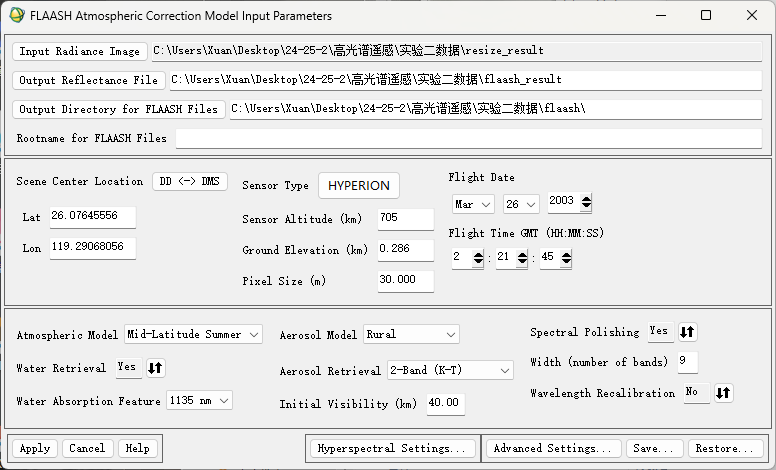 FLAASH Atmospheric Correction Model Input Parameters
Input Radiance Image C:\Users\Xuan\Desktop\24-25-2\高光谱遥感\实验二数据\resize_result
Output Reflectance File C:\Users\Xuan\Desktop\24-25-2\高光谱遥感\实验二数据\flaash_result
Output Directory for FLAASH Files C:\Users\Xuan\Desktop\24-25-2\高光谱遥感\实验二数据\flaash\
Rootname for FLAASH Files
Scene Center Location DD <-> DMS
Lat 26.07645556
Lon 119.29068056
Sensor Type HYPERION
Sensor Altitude (km) 705
Ground Elevation (km) 0.286
Pixel Size (m) 30.000
Flight Date
Mar 26 2003
Flight Time GMT (HH:MM:SS)
2 : 21 : 45
Atmospheric Model Mid-Latitude Summer
Water Retrieval Yes
Water Absorption Feature 1135 nm
Aerosol Model Rural
Aerosol Retrieval 2-Band (K-T)
Initial Visibility (km) 40.00
Spectral Polishing Yes
Width (number of bands) 9
Wavelength Recalibration No
Apply Cancel Help Hyperspectral Settings... Advanced Settings... Save... Restore...